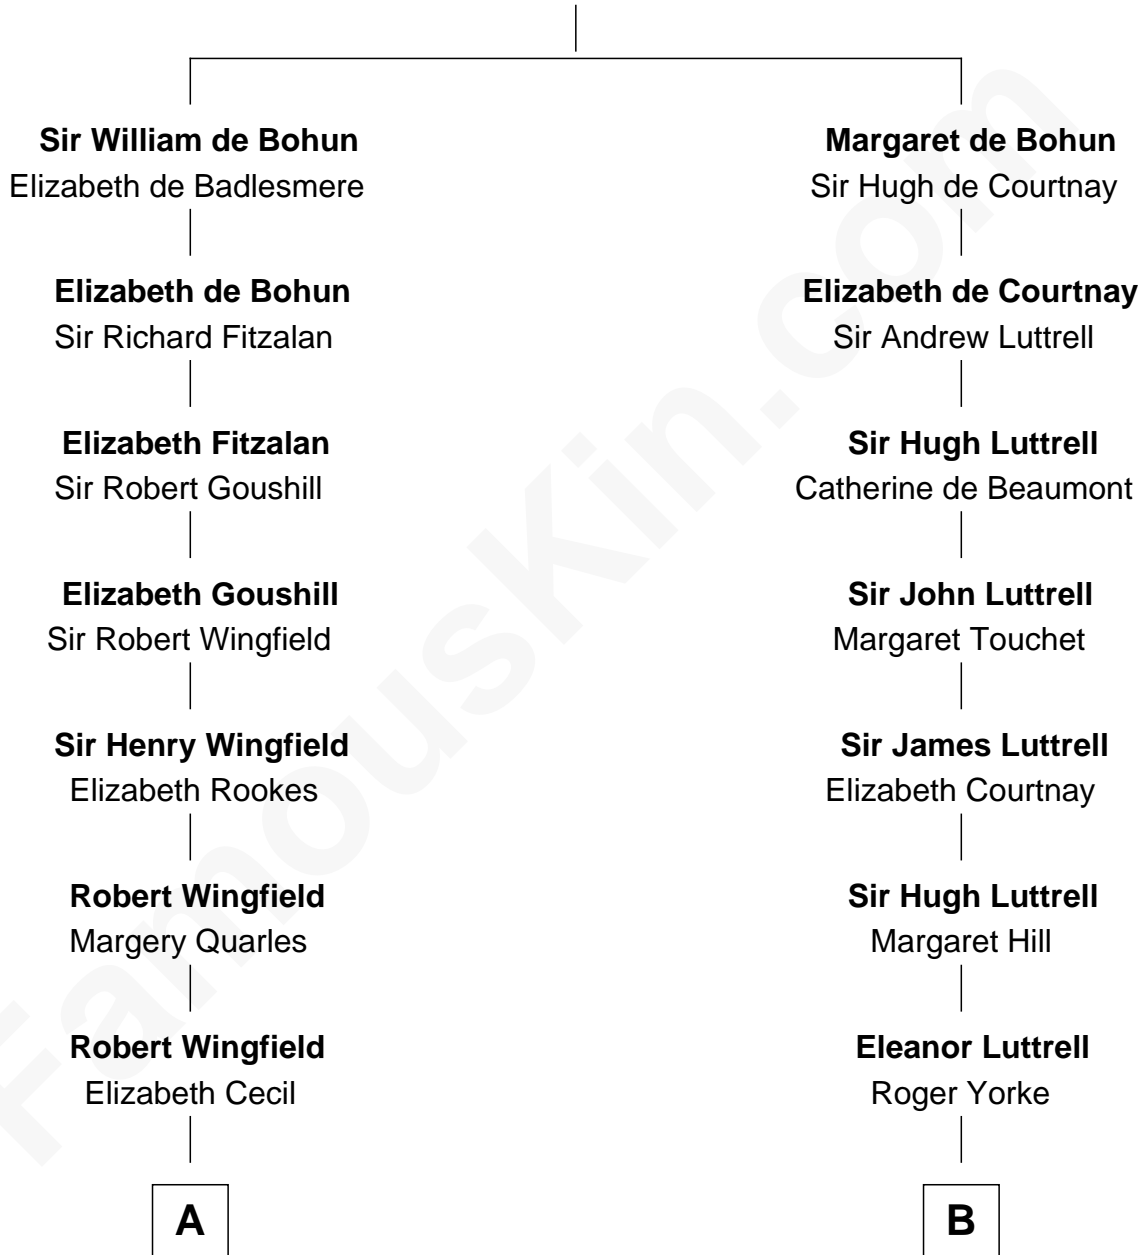 Sir William de Bohun
Elizabeth de Badlesmere
Margaret de Bohun
Sir Hugh de Courtnay
Elizabeth de Bohun
Sir Richard Fitzalan
Elizabeth de Courtnay
Sir Andrew Luttrell
Elizabeth Fitzalan
Sir Robert Goushill
Sir Hugh Luttrell
Catherine de Beaumont
Elizabeth Goushill
Sir Robert Wingfield
Sir John Luttrell
Margaret Touchet
Sir Henry Wingfield
Elizabeth Rookes
Sir James Luttrell
Elizabeth Courtnay
Robert Wingfield
Margery Quarles
Sir Hugh Luttrell
Margaret Hill
Robert Wingfield
Elizabeth Cecil
Eleanor Luttrell
Roger Yorke
A
B
FamousKin.com